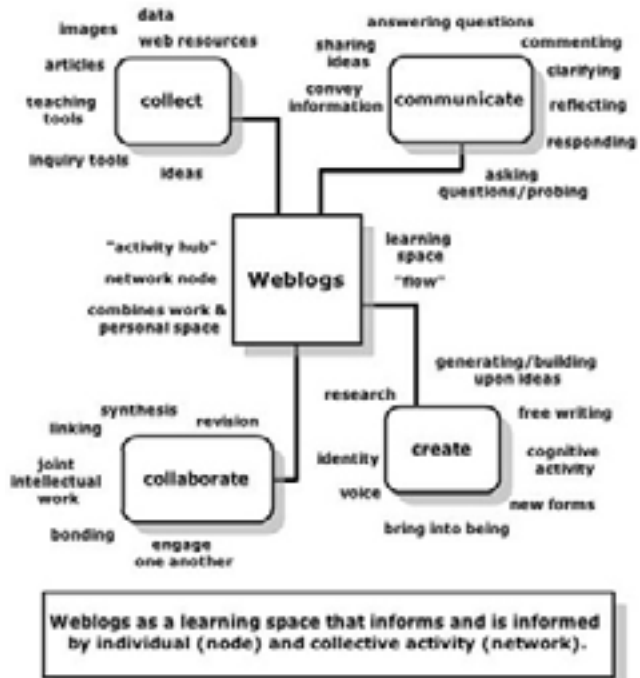 images
data
web resources
articles
collect
teaching
tools
inquiry tools
ideas
answering questions
sharing
ideas
commenting
clarifying
convey
information
communicate
reflecting
responding
asking
questions/probing
"activity hub"
network node
combines work &
personal space
Weblogs
learning
space
"flow"
synthesis
linking
revision
joint
intellectual
work
collaborate
bonding
engage
one another
generating/building
upon ideas
research
free writing
create
identity
cognitive
activity
voice
new forms
bring into being
Weblogs as a learning space that informs and is informed
by individual (node) and collective activity (network).